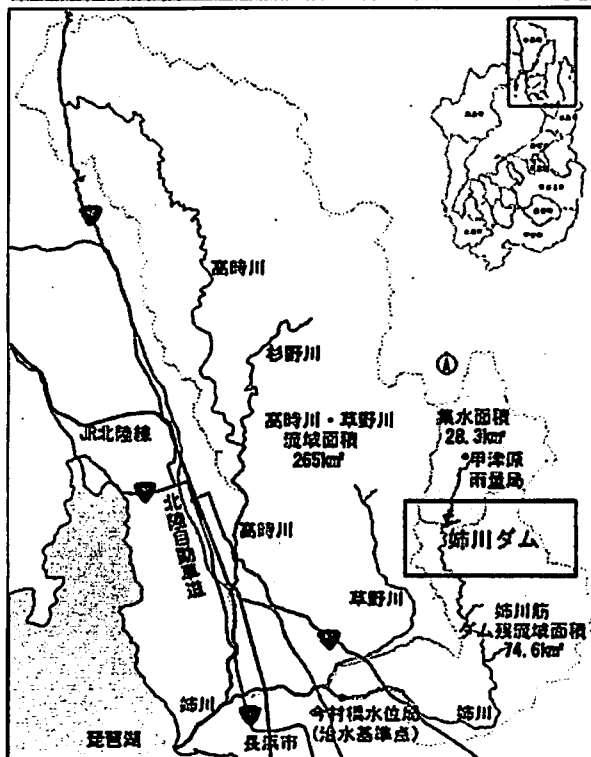 高時川
杉野川
高時川・草野川
流域面積
265km²
JR北陸線
北陸自動車道
高時川
草野川
集水面積
28.3km²
甲津原
雨量局
姉川ダム
姉川筋
ダム残流域面積
74.6km²
姉川
今村橋水位局
(治水基準点)
姉川
長浜市
琵琶湖